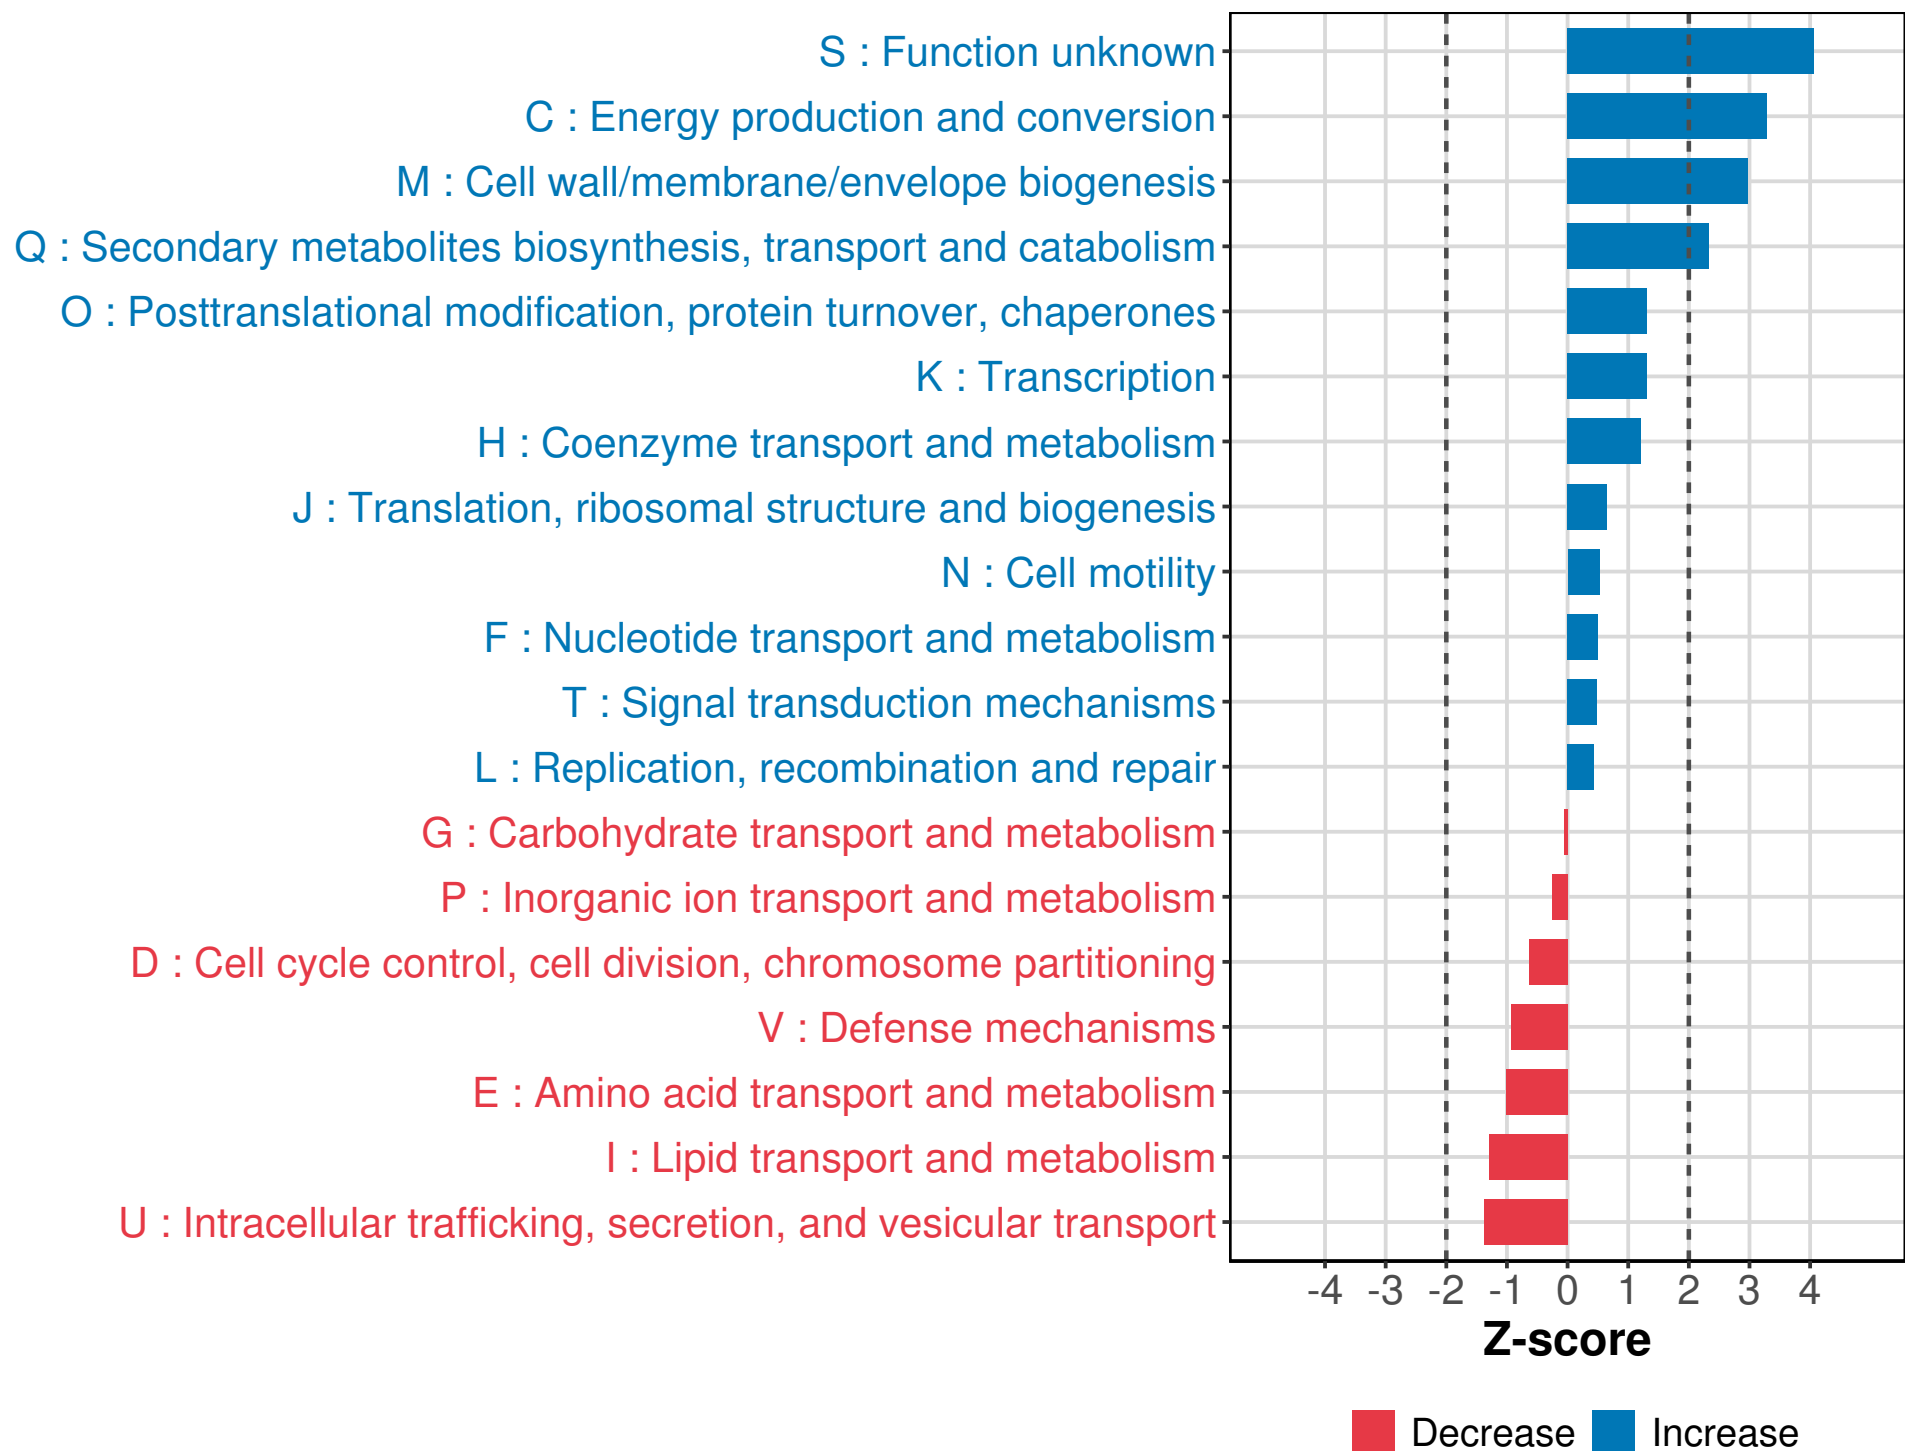 S : Function unknown
C : Energy production and conversion
M : Cell wall/membrane/envelope biogenesis
Q : Secondary metabolites biosynthesis, transport and catabolism
O : Posttranslational modification, protein turnover, chaperones
K : Transcription
H : Coenzyme transport and metabolism
J : Translation, ribosomal structure and biogenesis
N : Cell motility
F : Nucleotide transport and metabolism
T : Signal transduction mechanisms
L : Replication, recombination and repair
G : Carbohydrate transport and metabolism
P : Inorganic ion transport and metabolism
D : Cell cycle control, cell division, chromosome partitioning
V : Defense mechanisms
E : Amino acid transport and metabolism
I : Lipid transport and metabolism
U : Intracellular trafficking, secretion, and vesicular transport
-4 -3 -2 -1 0 1 2 3 4
Z-score
Decrease Increase